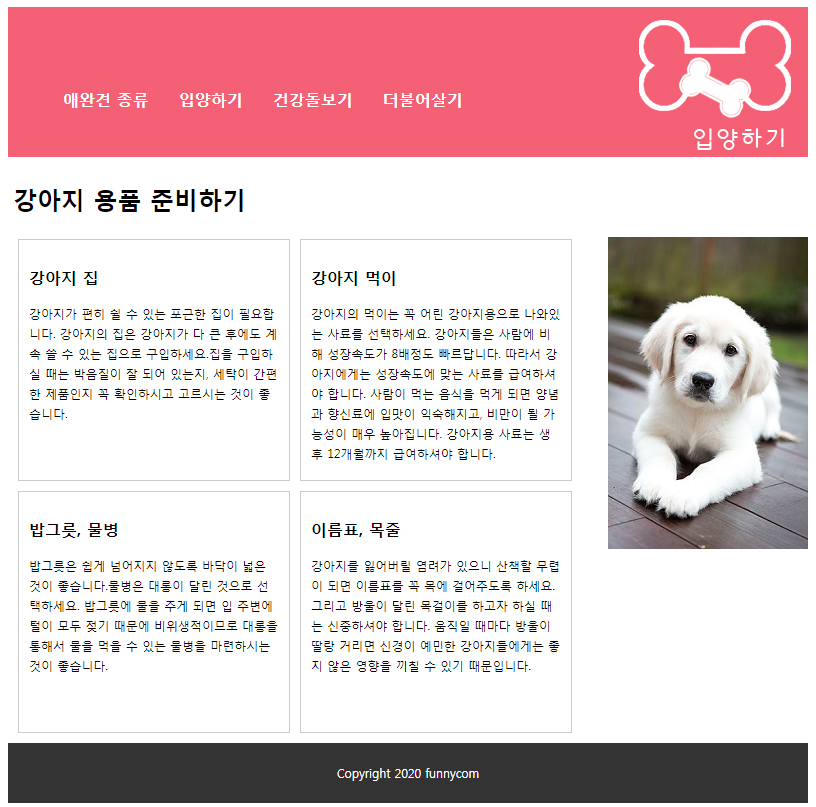 애완견 종류 입양하기 건강돌보기 더불어살기
입양하기
강아지 용품 준비하기
강아지 집
강아지가 편히 쉴 수 있는 포근한 집이 필요합
니다. 강아지의 집은 강아지가 다 큰 후에도 계
속 쓸 수 있는 집으로 구입하세요.집을 구입하
실 때는 박음질이 잘 되어 있는지, 세탁이 간편
한 제품인지 꼭 확인하시고 고르시는 것이 좋
습니다.
강아지 먹이
강아지의 먹이는 꼭 어린 강아지용으로 나와있
는 사료를 선택하세요. 강아지들은 사람에 비
해 성장속도가 8배정도 빠르답니다. 따라서 강
아지에게는 성장속도에 맞는 사료를 급여하셔
야 합니다. 사람이 먹는 음식을 먹게 되면 양념
과 향신료에 입맛이 익숙해지고, 비만이 될 가
능성이 매우 높아집니다. 강아지용 사료는 생
후 12개월까지 급여하셔야 합니다.
밥그릇, 물병
밥그릇은 쉽게 넘어지지 않도록 바닥이 넓은
것이 좋습니다.물병은 대롱이 달린 것으로 선
택하세요. 밥그릇에 물을 주게 되면 입 주변에
털이 모두 젖기 때문에 비위생적이므로 대롱을
통해서 물을 먹을 수 있는 물병을 마련하시는
것이 좋습니다.
이름표, 목줄
강아지를 잃어버릴 염려가 있으니 산책할 무렵
이 되면 이름표를 꼭 목에 걸어주도록 하세요.
그리고 방울이 달린 목걸이를 하고자 하실 때
는 신중하셔야 합니다. 움직일 때마다 방울이
딸랑 거리면 신경이 예민한 강아지들에게는 좋
지 않은 영향을 끼칠 수 있기 때문입니다.
Copyright 2020 funnycom